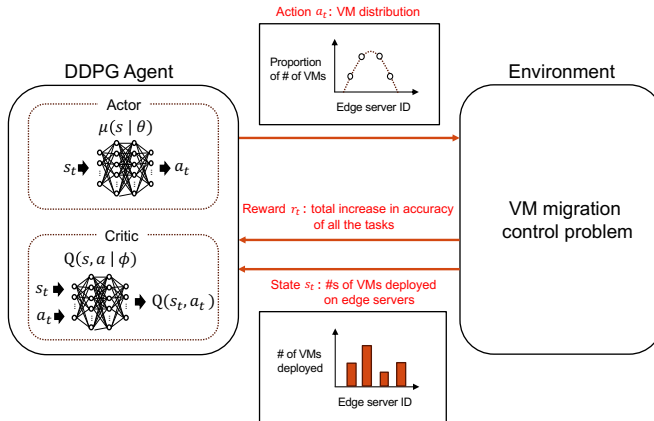 Action a_t : VM distribution
Proportion
of # of VMs
Edge server ID
DDPG Agent
Actor
μ(s | θ)
s_t
a_t
Critic
Q(s, a | ϕ)
s_t
a_t
Q(s_t, a_t)
Environment
VM migration
control problem
Reward r_t : total increase in accuracy
of all the tasks
State s_t : #s of VMs deployed
on edge servers
# of VMs
deployed
Edge server ID